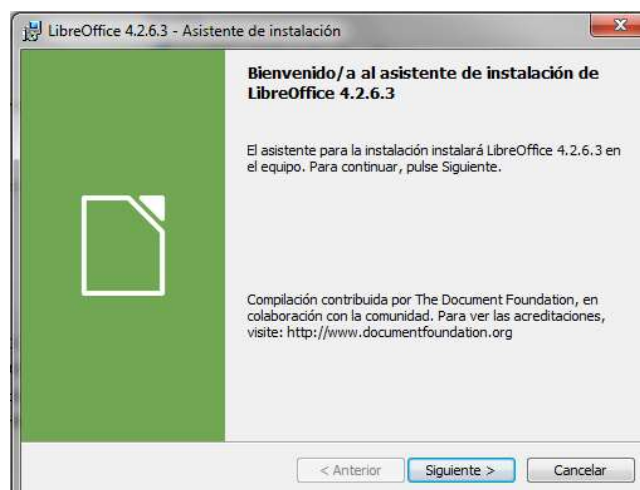 LibreOffice 4.2.6.3 - Asistente de instalación
x
Bienvenido/a al asistente de instalación de
LibreOffice 4.2.6.3
El asistente para la instalación instalará LibreOffice 4.2.6.3 en
el equipo. Para continuar, pulse Siguiente.
Compilación contribuida por The Document Foundation, en
colaboración con la comunidad. Para ver las acreditaciones,
visite: http://www.documentfoundation.org
< Anterior
Siguiente >
Cancelar